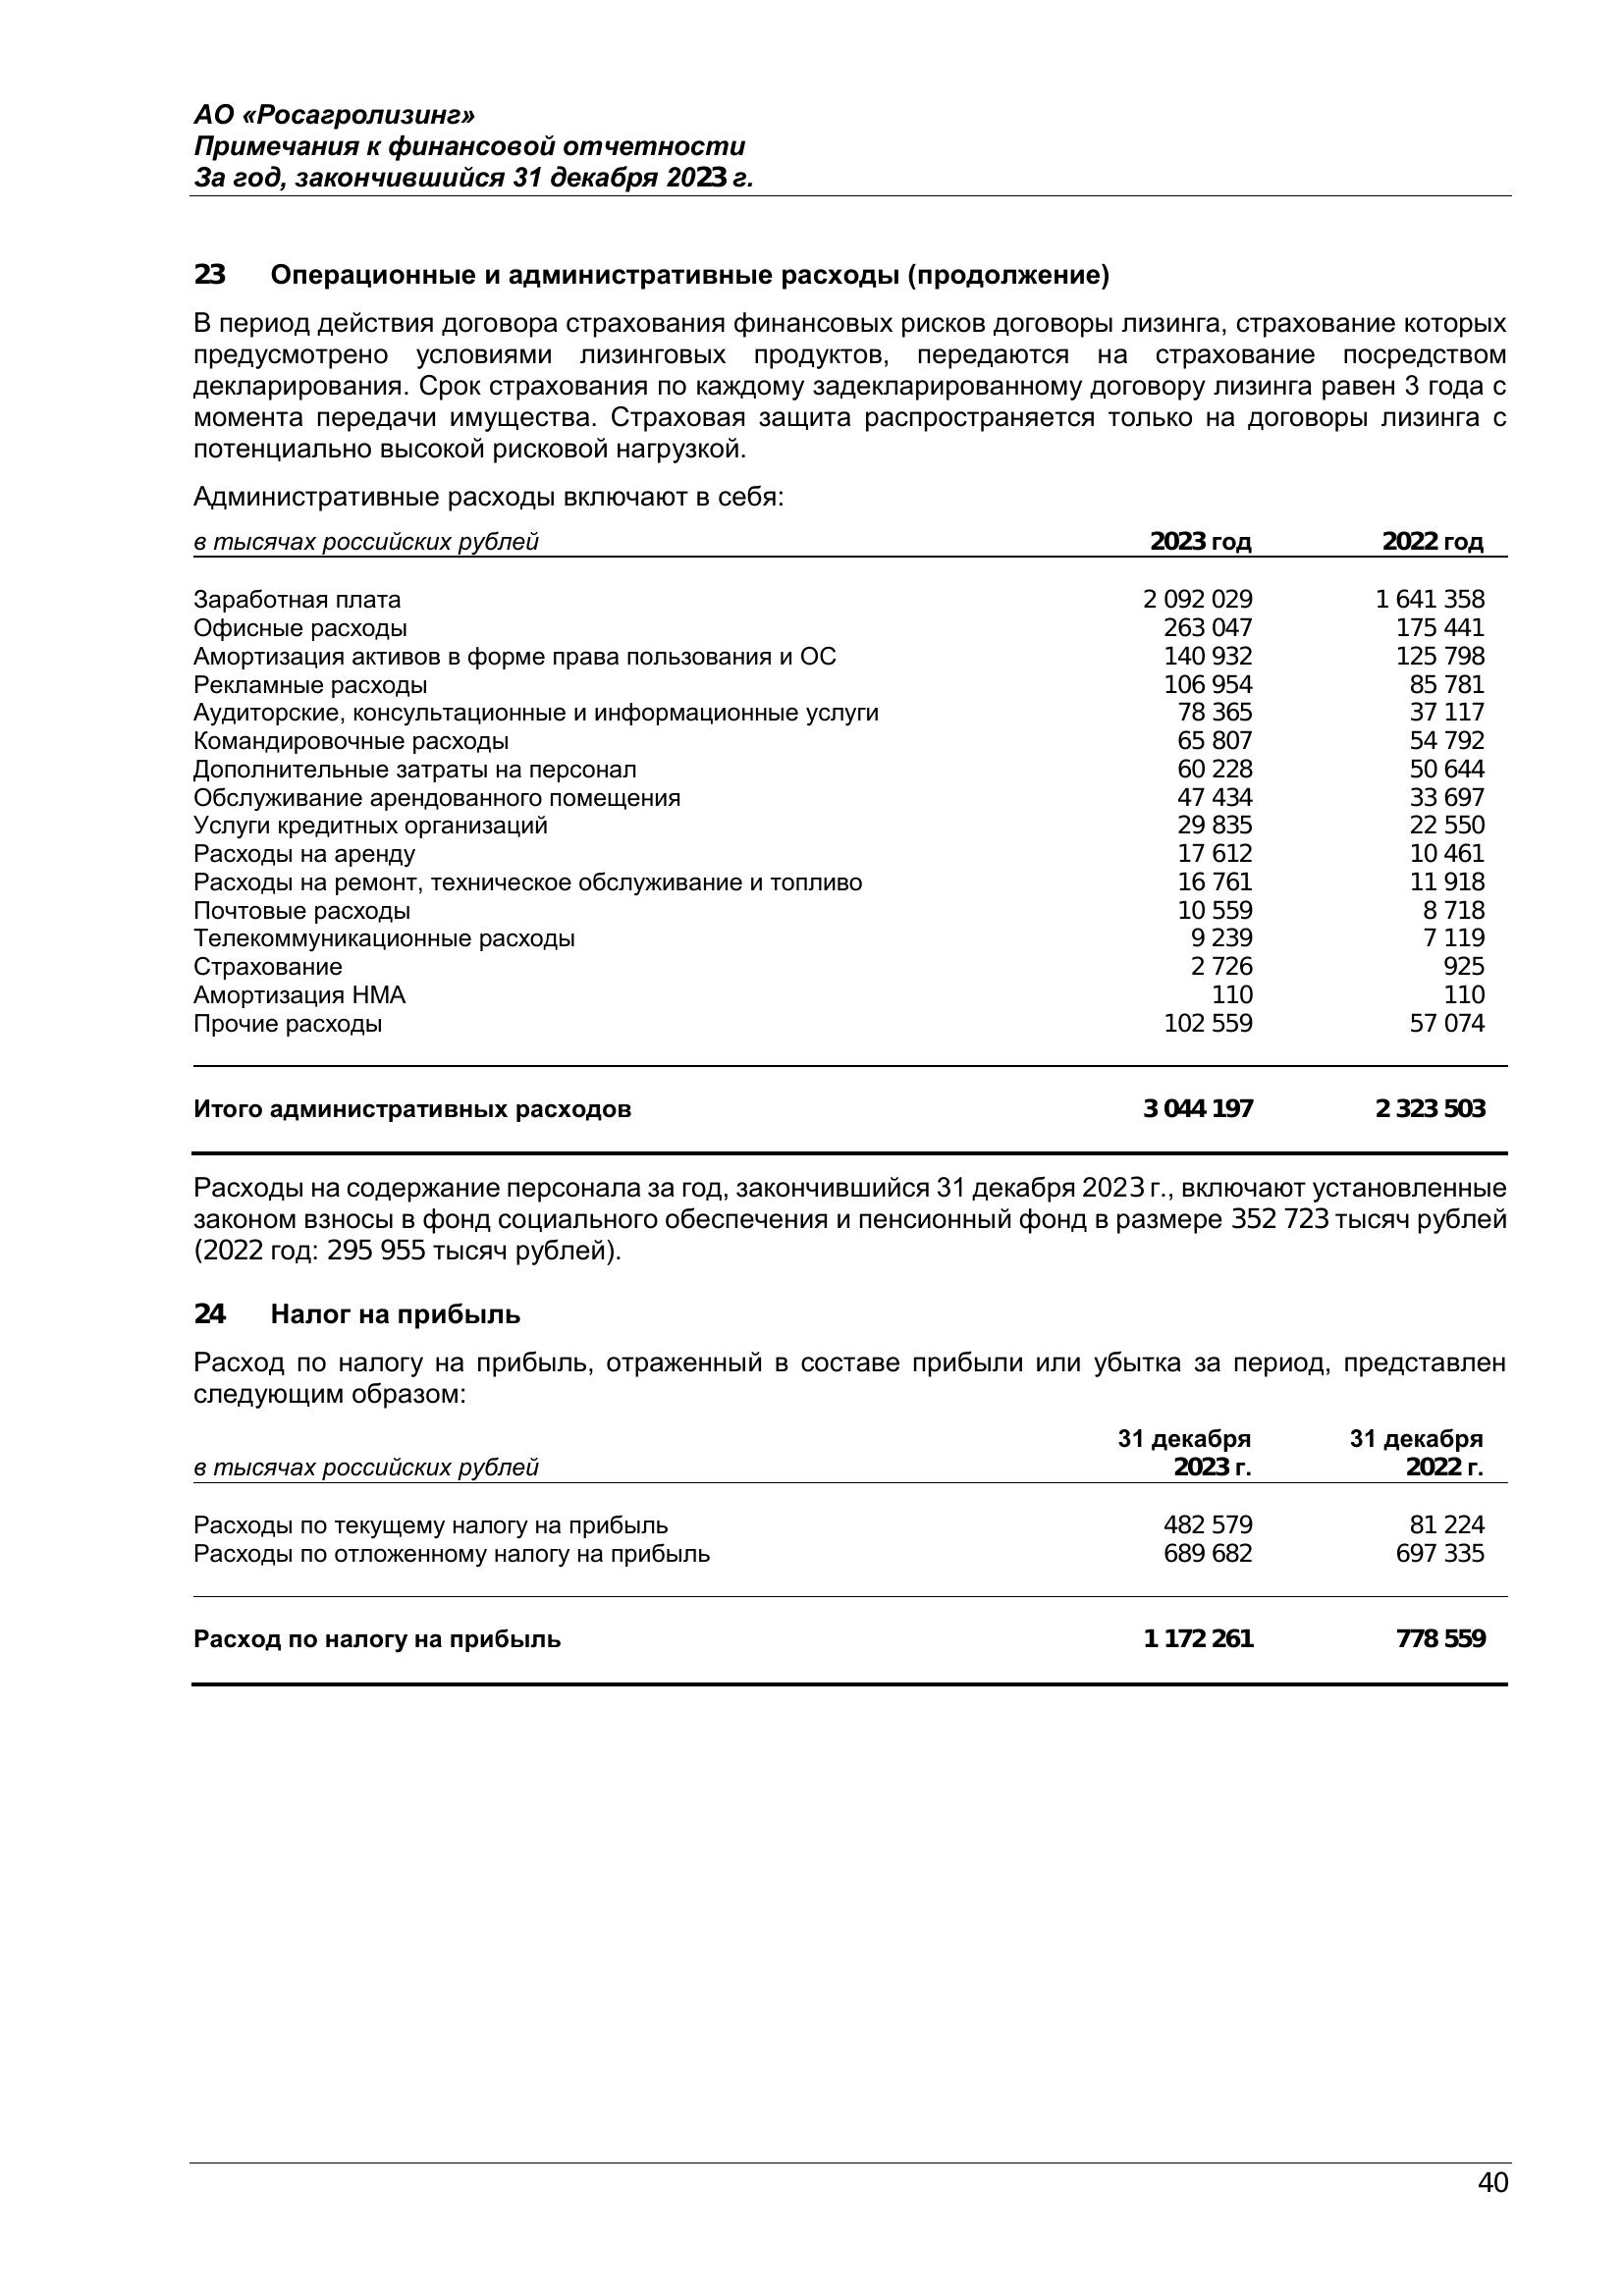 АО «Росагролизинг»
Примечания к финансовой отчетности
За год, закончившийся 31 декабря 2023 г.
23 Операционные и административные расходы (продолжение)
В период действия договора страхования финансовых рисков договоры лизинга, страхование которых
предусмотрено условиями лизинговых продуктов, передаются на страхование посредством
декларирования. Срок страхования по каждому задекларированному договору лизинга равен 3 года с
момента передачи имущества. Страховая защита распространяется только на договоры лизинга с
потенциально высокой рисковой нагрузкой.
Административные расходы включают в себя:
в тысячах российских рублей 2023 год 2022 год
Заработная плата 2 092 029 1 641 358
Офисные расходы 263 047 175 441
Амортизация активов в форме права пользования и ОС 140 932 125 798
Рекламные расходы 106 954 85 781
Аудиторские, консультационные и информационные услуги 78 365 37 117
Командировочные расходы 65 807 54 792
Дополнительные затраты на персонал 60 228 50 644
Обслуживание арендованного помещения 47 434 33 697
Услуги кредитных организаций 29 835 22 550
Расходы на аренду 17 612 10 461
Расходы на ремонт, техническое обслуживание и топливо 16 761 11 918
Почтовые расходы 10 559 8 718
Телекоммуникационные расходы 9 239 7 119
Страхование 2 726 925
Амортизация НМА 110 110
Прочие расходы 102 559 57 074
Итого административных расходов 3 044 197 2 323 503
Расходы на содержание персонала за год, закончившийся 31 декабря 2023 г., включают установленные
законом взносы в фонд социального обеспечения и пенсионный фонд в размере 352 723 тысяч рублей
(2022 год: 295 955 тысяч рублей).
24 Налог на прибыль
Расход по налогу на прибыль, отраженный в составе прибыли или убытка за период, представлен
следующим образом:
31 декабря 31 декабря
в тысячах российских рублей 2023 г. 2022 г.
Расходы по текущему налогу на прибыль 482 579 81 224
Расходы по отложенному налогу на прибыль 689 682 697 335
Расход по налогу на прибыль 1 172 261 778 559
40